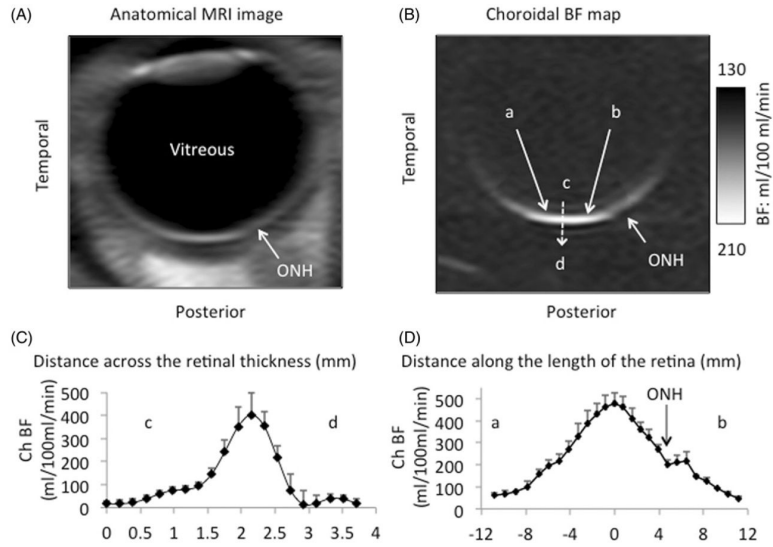 (A)
Anatomical MRI image
Temporal
Vitreous
ONH
Posterior
(B)
Choroidal BF map
Temporal
a
b
c
d
ONH
Posterior
130
BF: ml/100 ml/min
210
(C)
Distance across the retinal thickness (mm)
Ch BF
(ml/100ml/min)
500
400
300
200
100
0
c
d
0 0.5 1 1.5 2 2.5 3 3.5 4
(D)
Distance along the length of the retina (mm)
Ch BF
(ml/100ml/min)
500
400
300
200
100
0
a
ONH
b
-12 -8 -4 0 4 8 12